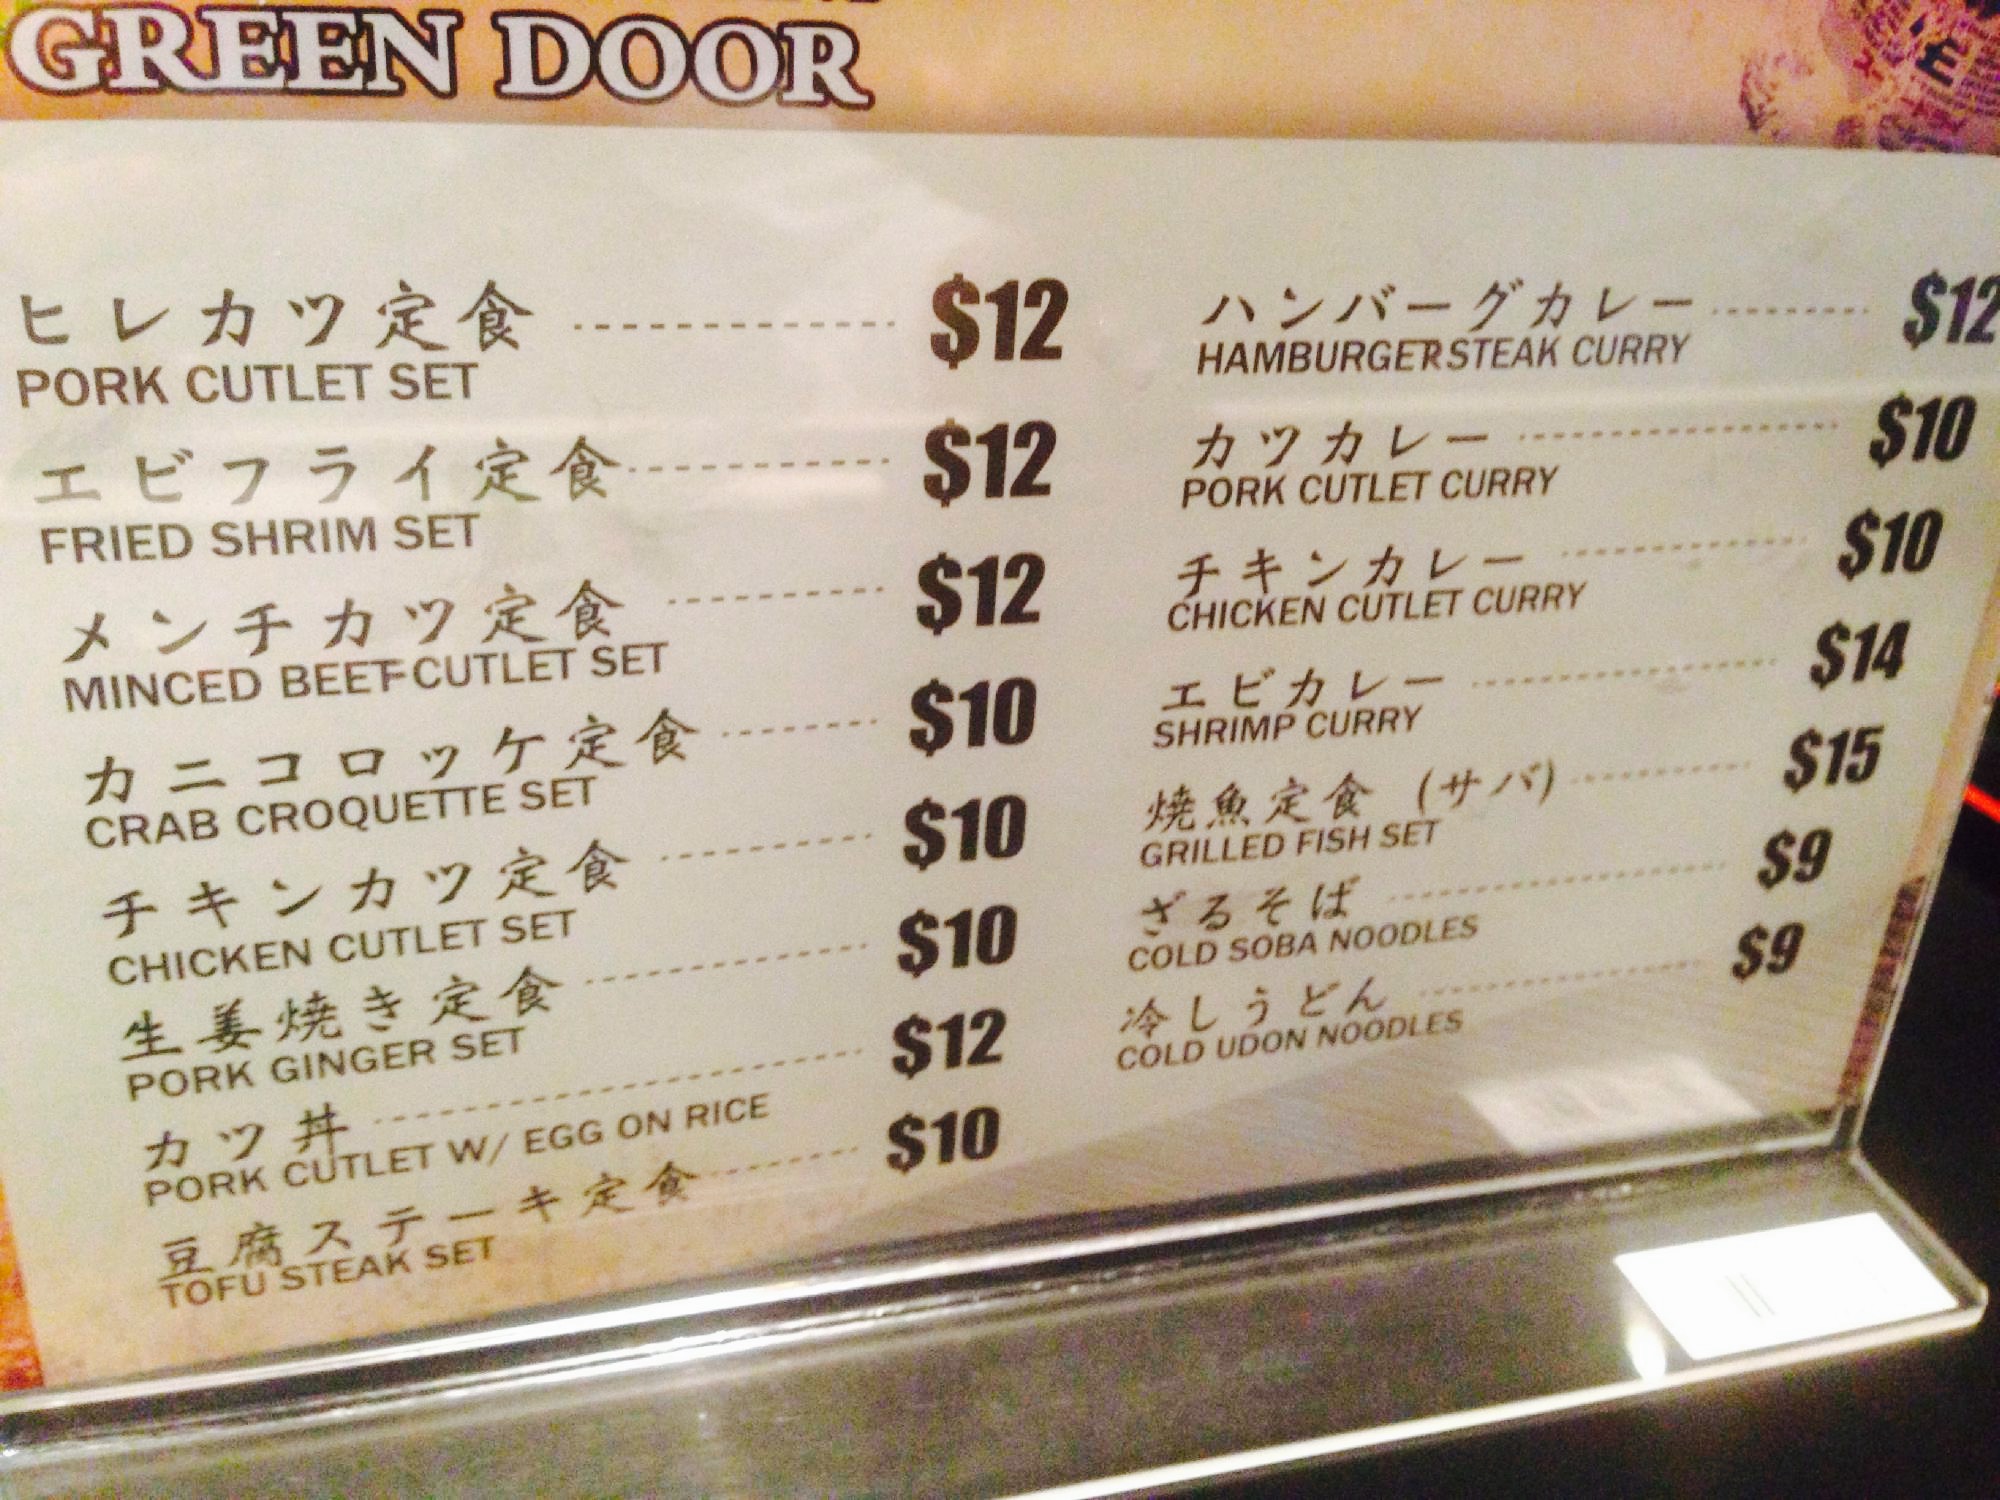 GREEN DOOR
ヒレカツ定食 $12
PORK CUTLET SET
エビフライ定食 $12
FRIED SHRIM SET
メンチカツ定食 $12
MINCED BEEF CUTLET SET
カニコロッケ定食 $10
CRAB CROQUETTE SET
チキンカツ定食 $10
CHICKEN CUTLET SET
生姜焼き定食 $10
PORK GINGER SET
カツ丼 $12
PORK CUTLET W/ EGG ON RICE
豆腐ステーキ定食 $10
TOFU STEAK SET
ハンバーグカレー $12
HAMBURGER STEAK CURRY
カツカレー $10
PORK CUTLET CURRY
チキンカレー $10
CHICKEN CUTLET CURRY
エビカレー $14
SHRIMP CURRY
焼魚定食 (サバ) $15
GRILLED FISH SET
ざるそば $9
COLD SOBA NOODLES
冷しうどん $9
COLD UDON NOODLES